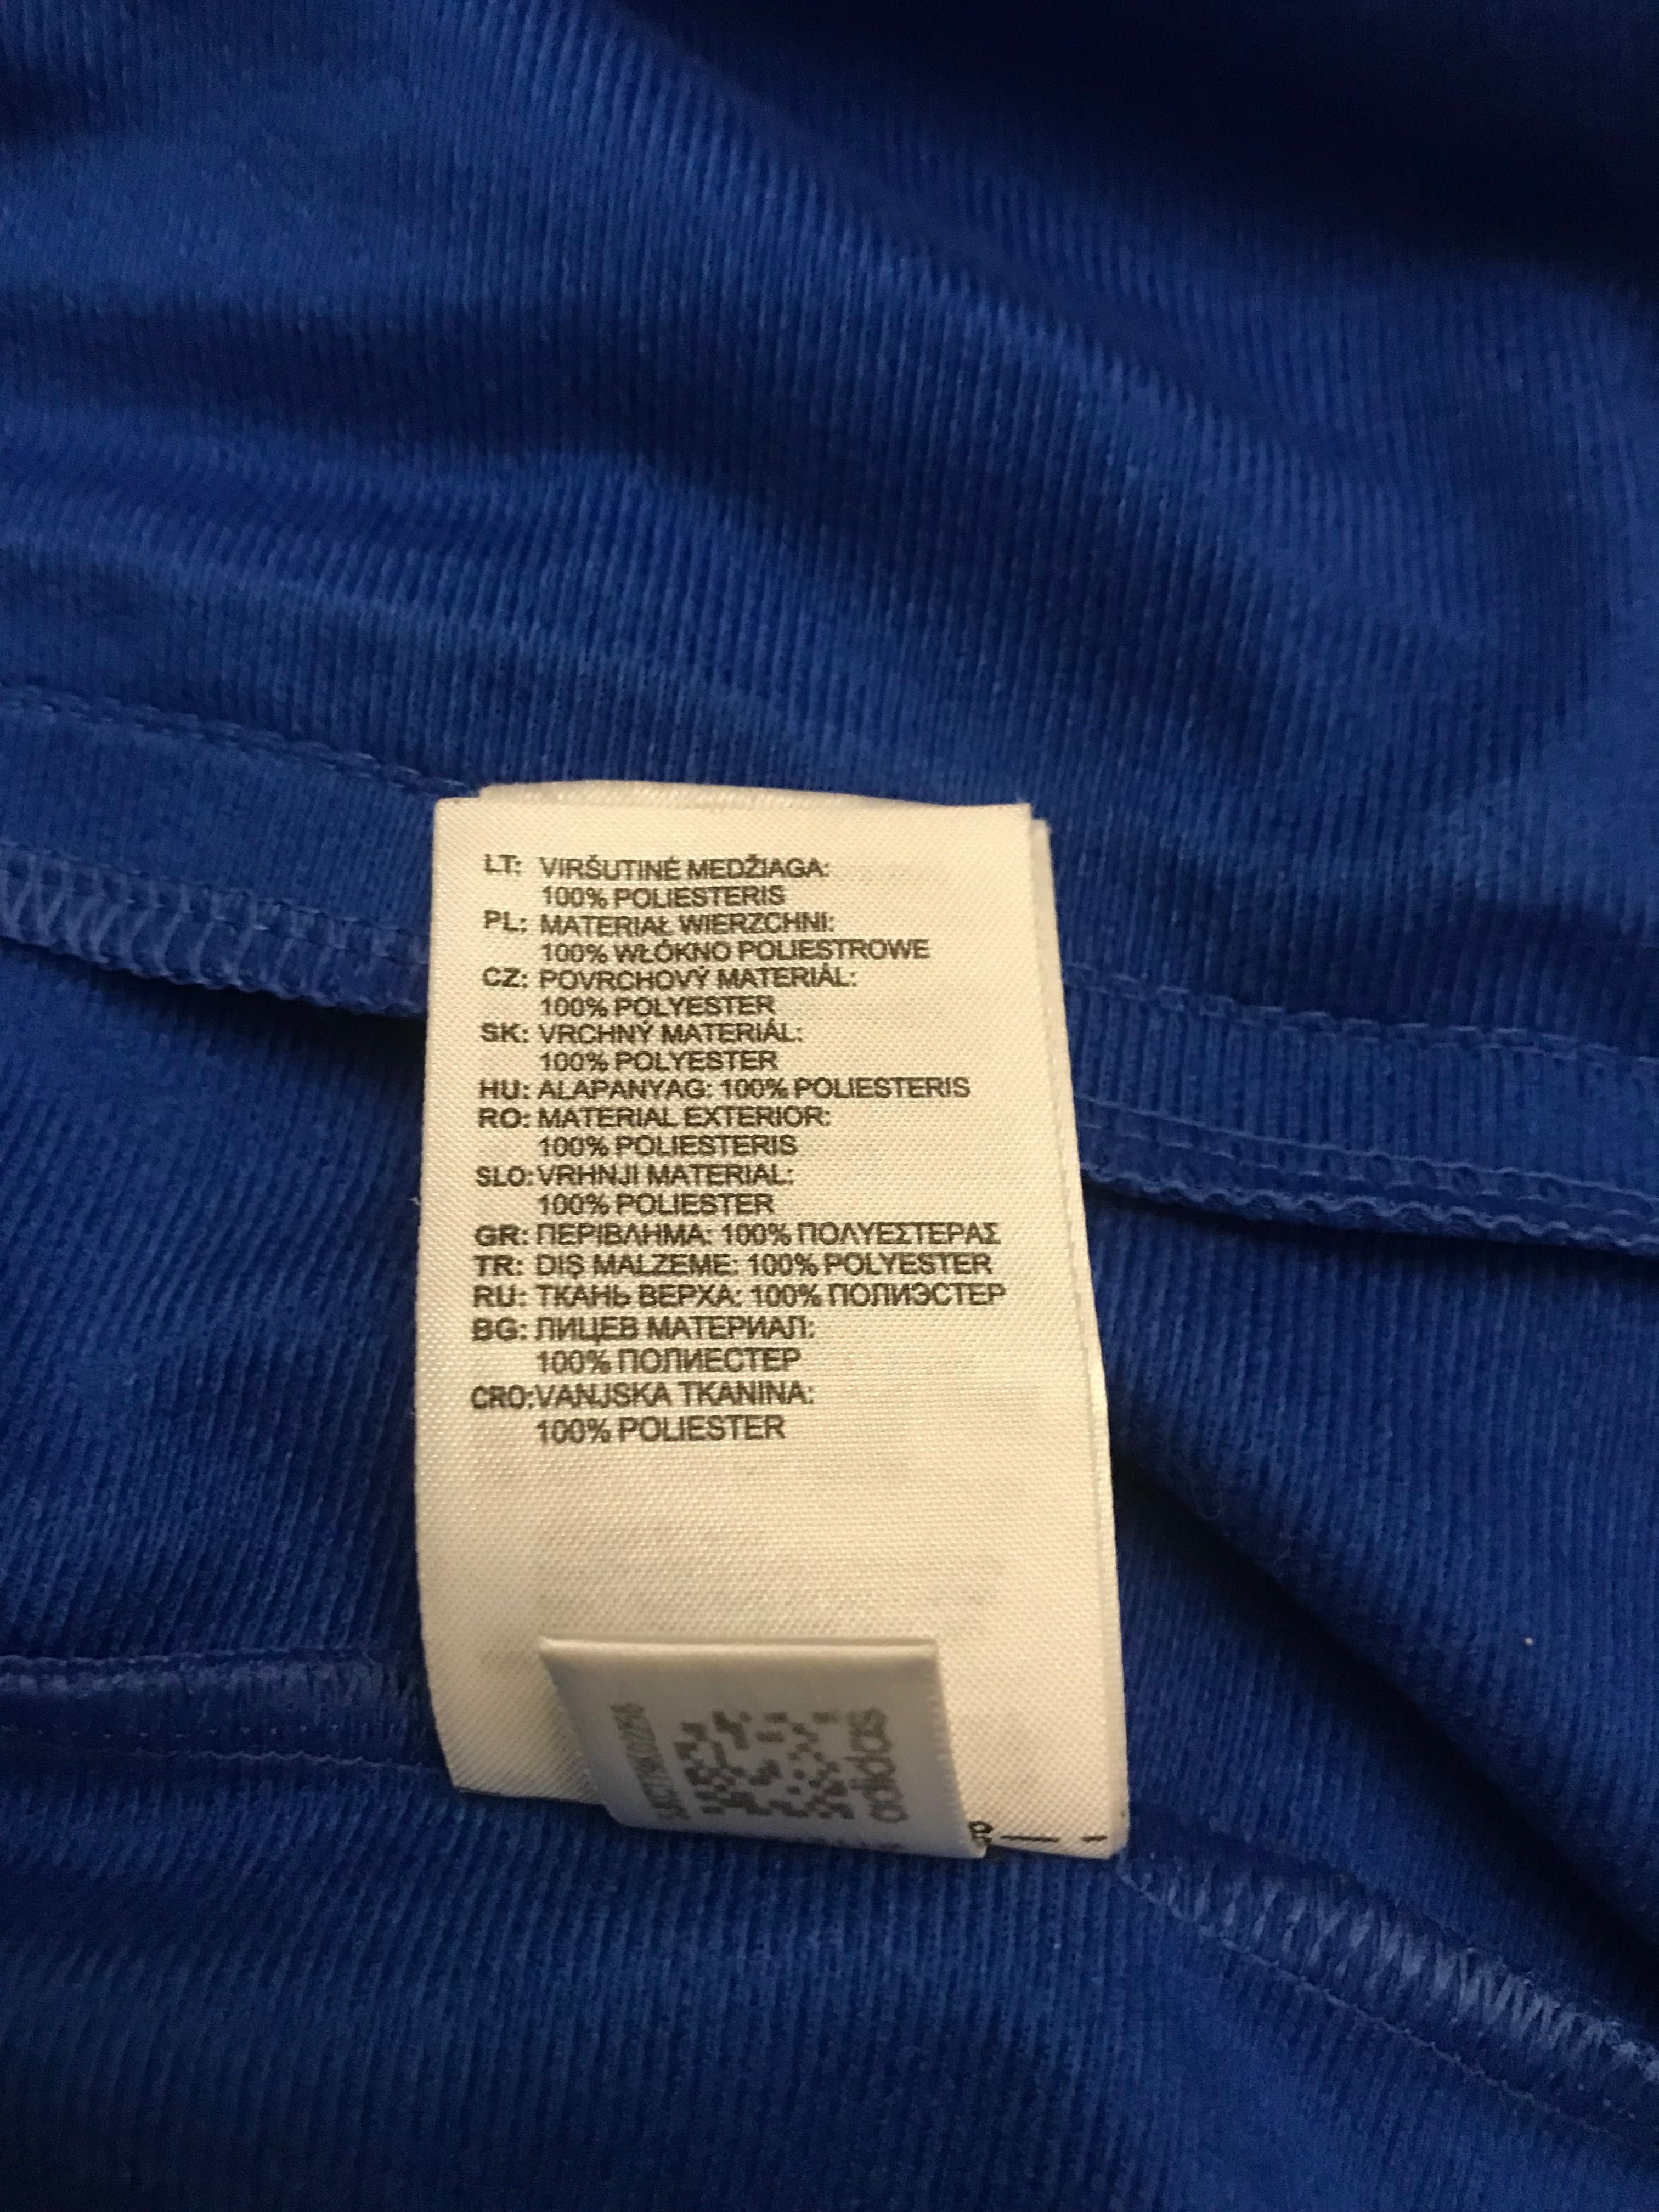 LT: VIRŠUTINĖ MEDŽIAGA:
100% POLIESTERIS
PL: MATERIAŁ WIERZCHNI:
100% WŁÓKNO POLIESTROWE
CZ: POVRCHOVÝ MATERIÁL:
100% POLYESTER
SK: VRCHNÝ MATERIÁL:
100% POLYESTER
HU: ALAPANYAG: 100% POLIESTERIS
RO: MATERIAL EXTERIOR:
100% POLIESTERIS
SLO: VRHNJI MATERIAL:
100% POLIESTER
GR: ΠΕΡΙΒΛΗΜΑ: 100% ΠΟΛΥΕΣΤΕΡΑΣ
TR: DIŞ MALZEME: 100% POLYESTER
RU: ТКАНЬ ВЕРХА: 100% ПОЛИЭСТЕР
BG: ЛИЦЕВ МАТЕРИАЛ:
100% ПОЛИЕСТЕР
CRO: VANJSKA TKANINA:
100% POLIESTER
adidas